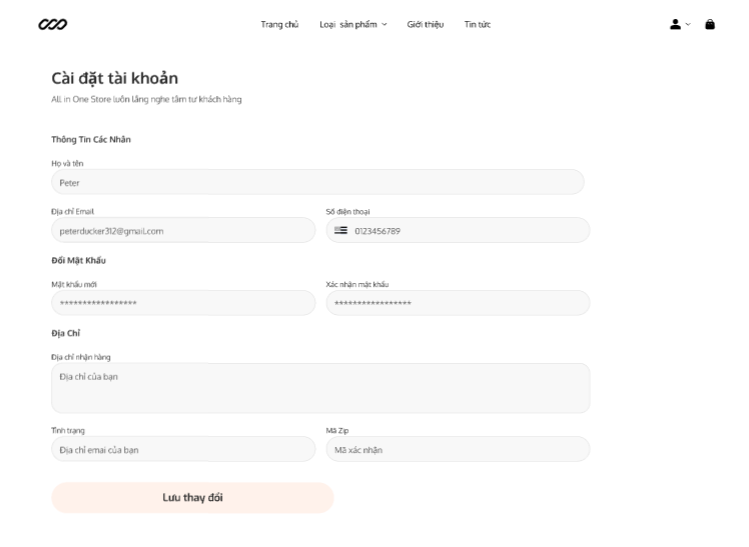 Trang chủ Loại sản phẩm Giới thiệu Tin tức
Cài đặt tài khoản
All in One Store luôn lắng nghe tâm tư khách hàng
Thông Tin Các Nhân
Họ và tên
Peter
Địa chỉ Email Số điện thoại
peterducker312@gmail.com 0123456789
Đổi Mật Khẩu
Mật khẩu mới Xác nhận mật khẩu
***************** *****************
Địa Chỉ
Địa chỉ nhận hàng
Địa chỉ của bạn
Tình trạng Mã Zip
Địa chỉ emai của bạn Mã xác nhận
Lưu thay đổi